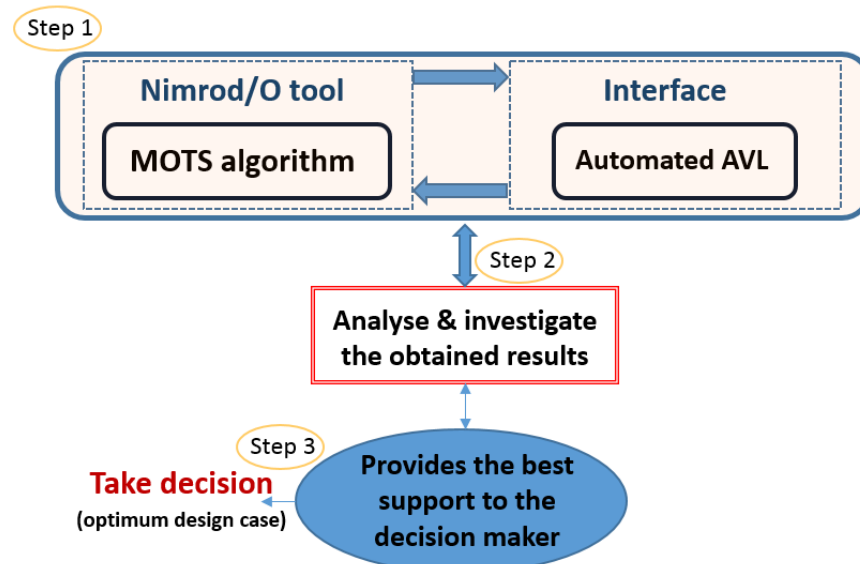 Step 1
Nimrod/O tool
Interface
MOTS algorithm
Automated AVL
Step 2
Analyse & investigate
the obtained results
Step 3
Provides the best
support to the
decision maker
Take decision
(optimum design case)